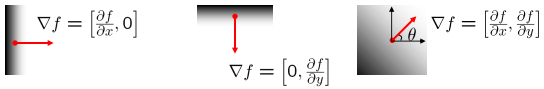 ∇f = [∂f/∂x, 0]
∇f = [0, ∂f/∂y]
θ
∇f = [∂f/∂x, ∂f/∂y]